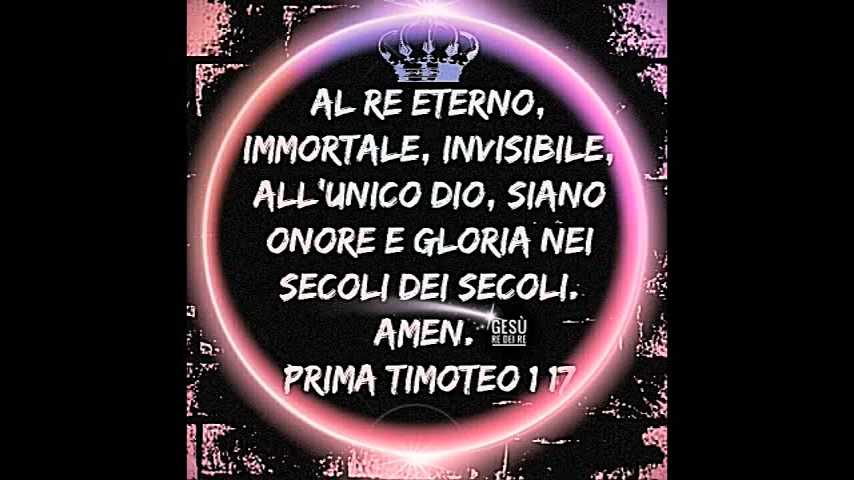 AL RE ETERNO,
IMMORTALE, INVISIBILE,
ALL'UNICO DIO, SIANO
ONORE E GLORIA NEI
SECOLI DEI SECOLI.
AMEN.
GESÙ
RE DEI RE
PRIMA TIMOTEO 1 17